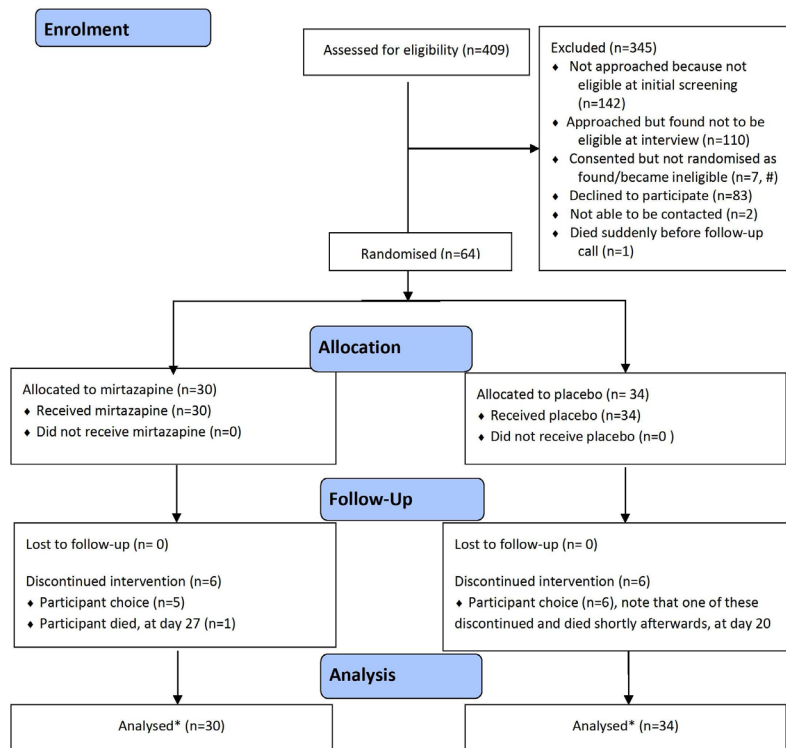 Enrolment
Assessed for eligibility (n=409)
Excluded (n=345)
♦ Not approached because not
eligible at initial screening
(n=142)
♦ Approached but found not to be
eligible at interview (n=110)
♦ Consented but not randomised as
found/became ineligible (n=7, #)
♦ Declined to participate (n=83)
♦ Not able to be contacted (n=2)
♦ Died suddenly before follow-up
call (n=1)
Randomised (n=64)
Allocation
Allocated to mirtazapine (n=30)
♦ Received mirtazapine (n=30)
♦ Did not receive mirtazapine (n=0)
Allocated to placebo (n= 34)
♦ Received placebo (n=34)
♦ Did not receive placebo (n=0 )
Follow-Up
Lost to follow-up (n= 0)
Discontinued intervention (n=6)
♦ Participant choice (n=5)
♦ Participant died, at day 27 (n=1)
Lost to follow-up (n= 0)
Discontinued intervention (n=6)
♦ Participant choice (n=6), note that one of these
discontinued and died shortly afterwards, at day 20
Analysis
Analysed* (n=30)
Analysed* (n=34)